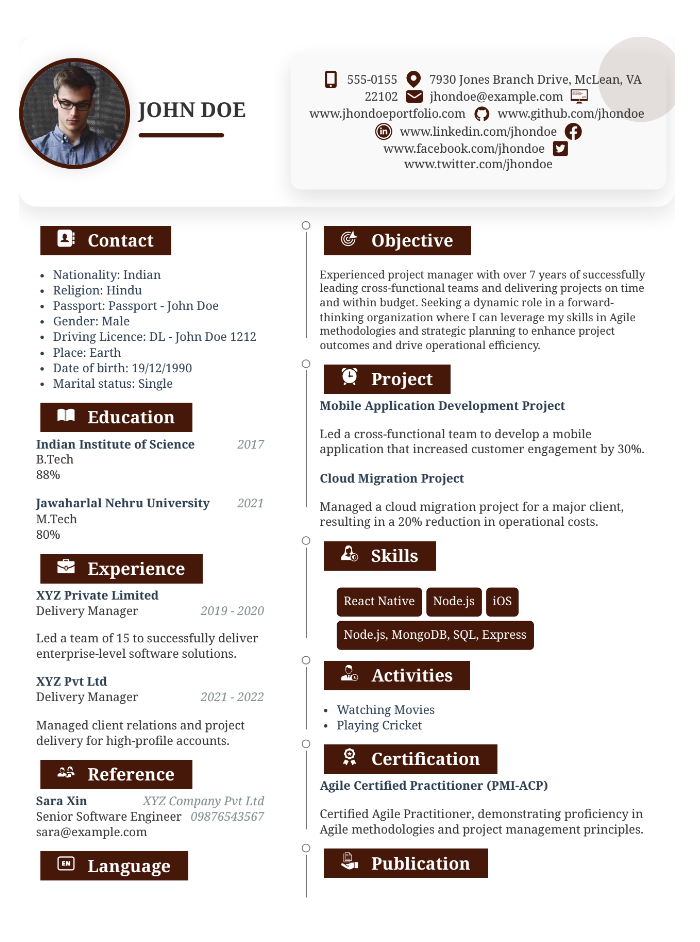 JOHN DOE
555-0155 7930 Jones Branch Drive, McLean, VA
22102 jhondoe@example.com
www.jhondoeportfolio.com www.github.com/jhondoe
www.linkedin.com/jhondoe
www.facebook.com/jhondoe
www.twitter.com/jhondoe
Contact
• Nationality: Indian
• Religion: Hindu
• Passport: Passport - John Doe
• Gender: Male
• Driving Licence: DL - John Doe 1212
• Place: Earth
• Date of birth: 19/12/1990
• Marital status: Single
Education
Indian Institute of Science 2017
B.Tech
88%
Jawaharlal Nehru University 2021
M.Tech
80%
Experience
XYZ Private Limited
Delivery Manager 2019 - 2020
Led a team of 15 to successfully deliver
enterprise-level software solutions.
XYZ Pvt Ltd
Delivery Manager 2021 - 2022
Managed client relations and project
delivery for high-profile accounts.
Reference
Sara Xin XYZ Company Pvt Ltd
Senior Software Engineer 09876543567
sara@example.com
EN Language
Objective
Experienced project manager with over 7 years of successfully
leading cross-functional teams and delivering projects on time
and within budget. Seeking a dynamic role in a forward-
thinking organization where I can leverage my skills in Agile
methodologies and strategic planning to enhance project
outcomes and drive operational efficiency.
Project
Mobile Application Development Project
Led a cross-functional team to develop a mobile
application that increased customer engagement by 30%.
Cloud Migration Project
Managed a cloud migration project for a major client,
resulting in a 20% reduction in operational costs.
Skills
React Native Node.js iOS
Node.js, MongoDB, SQL, Express
Activities
• Watching Movies
• Playing Cricket
Certification
Agile Certified Practitioner (PMI-ACP)
Certified Agile Practitioner, demonstrating proficiency in
Agile methodologies and project management principles.
Publication